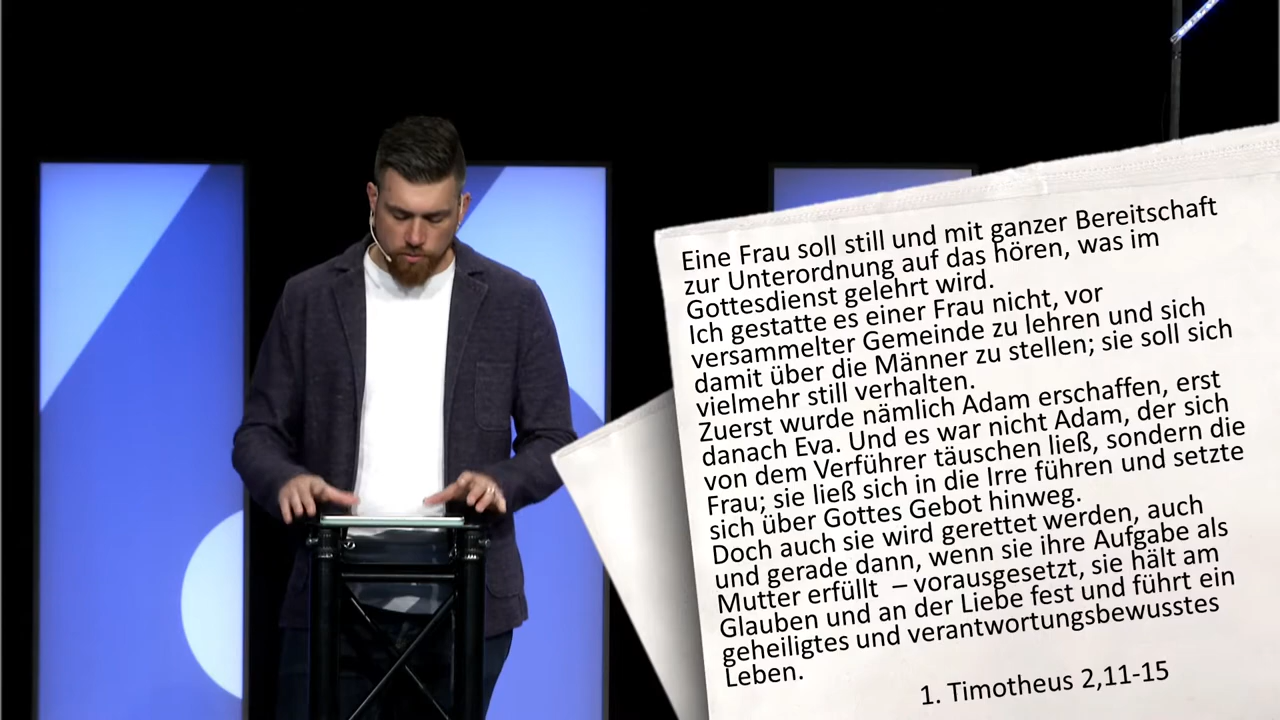 Eine Frau soll still und mit ganzer Bereitschaft
zur Unterordnung auf das hören, was im
Gottesdienst gelehrt wird.
Ich gestatte es einer Frau nicht, vor
versammelter Gemeinde zu lehren und sich
damit über die Männer zu stellen; sie soll sich
vielmehr still verhalten.
Zuerst wurde nämlich Adam erschaffen, erst
danach Eva. Und es war nicht Adam, der sich
von dem Verführer täuschen ließ, sondern die
Frau; sie ließ sich in die Irre führen und setzte
sich über Gottes Gebot hinweg.
Doch auch sie wird gerettet werden, auch
und gerade dann, wenn sie ihre Aufgabe als
Mutter erfüllt – vorausgesetzt, sie hält am
Glauben und an der Liebe fest und führt ein
geheiligtes und verantwortungsbewusstes
Leben.
1. Timotheus 2,11-15